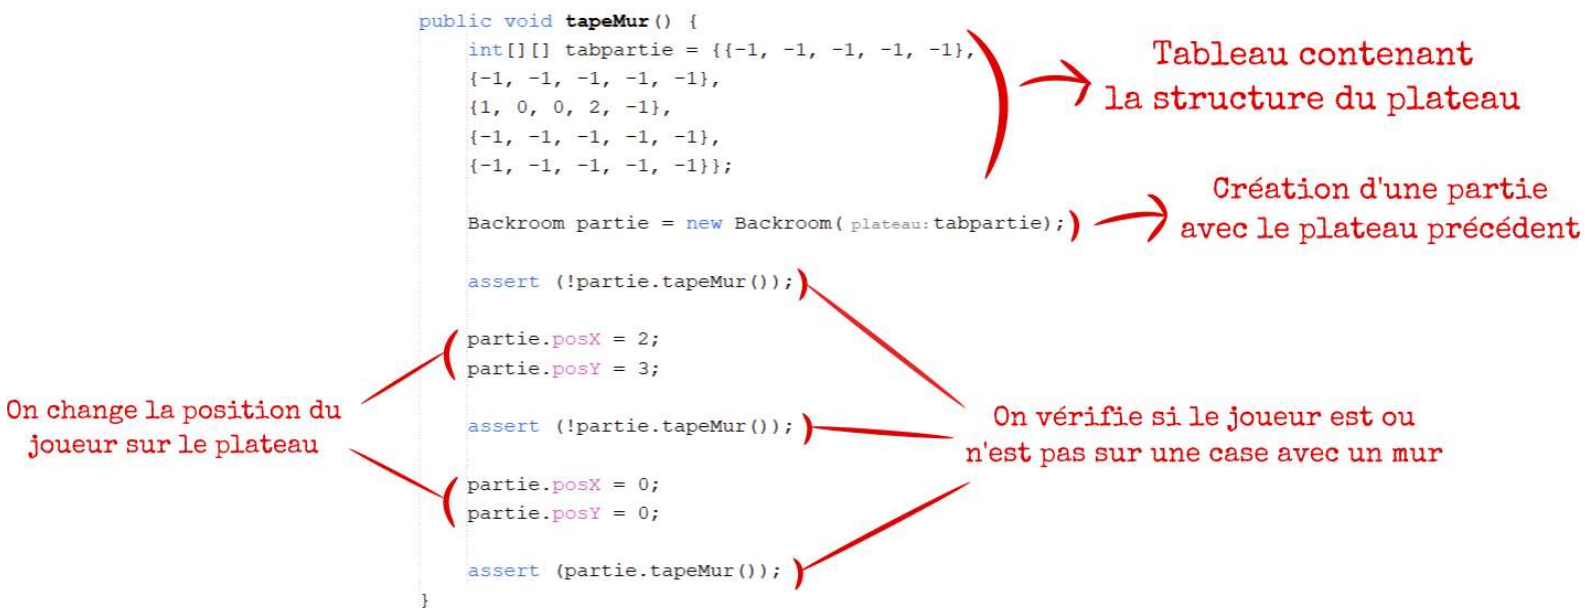 public void tapeMur() {
int[][] tabpartie = {{-1, -1, -1, -1, -1},
{-1, -1, -1, -1, -1},
{1, 0, 0, 2, -1},
{-1, -1, -1, -1, -1},
{-1, -1, -1, -1, -1}};
Tableau contenant
la structure du plateau
Backroom partie = new Backroom( plateau: tabpartie);
Création d'une partie
avec le plateau précédent
assert (!partie.tapeMur());
partie.posX = 2;
partie.posY = 3;
On change la position du
joueur sur le plateau
assert (!partie.tapeMur());
On vérifie si le joueur est ou
n'est pas sur une case avec un mur
partie.posX = 0;
partie.posY = 0;
assert (partie.tapeMur());
}